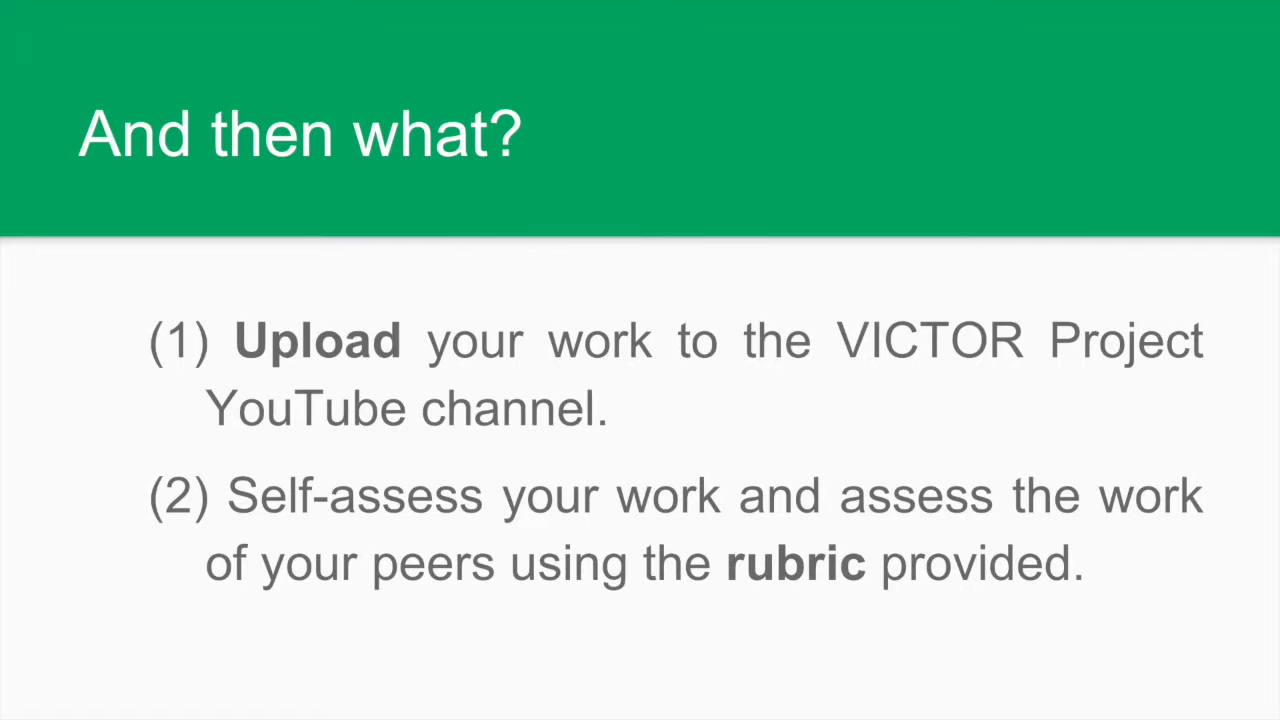 And then what?
(1) Upload your work to the VICTOR Project
YouTube channel.
(2) Self-assess your work and assess the work
of your peers using the rubric provided.